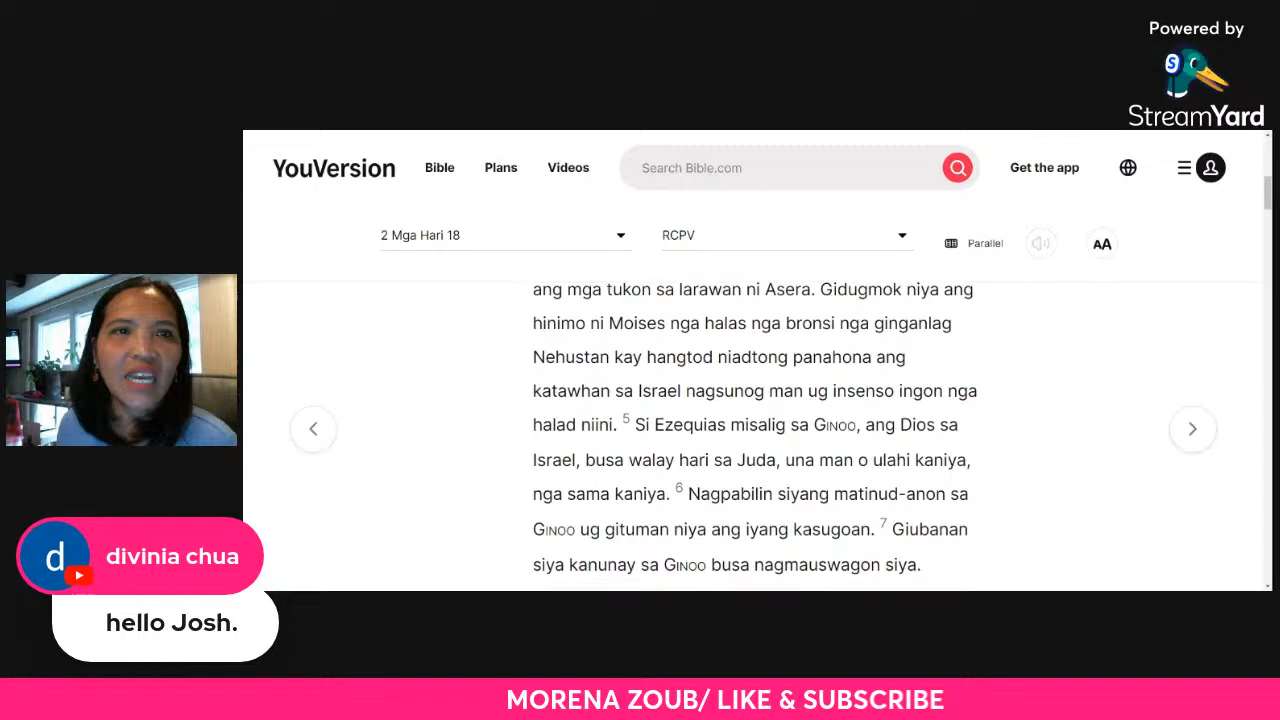 Powered by
StreamYard
YouVersion Bible Plans Videos Search Bible.com Get the app
2 Mga Hari 18 RCPV Parallel AA
ang mga tukon sa larawan ni Asera. Gidugmok niya ang
hinimo ni Moises nga halas nga bronsi nga ginganlag
Nehustan kay hangtod niadtong panahona ang
katawhan sa Israel nagsunog man ug insenso ingon nga
halad niini. 5 Si Ezequias misalig sa GINOO, ang Dios sa
Israel, busa walay hari sa Juda, una man o ulahi kaniya,
nga sama kaniya. 6 Nagpabilin siyang matinud-anon sa
GINOO ug gituman niya ang iyang kasugoan. 7 Giubanan
siya kanunay sa GINOO busa nagmauswagon siya.
d divinia chua
hello Josh.
MORENA ZOUB/ LIKE & SUBSCRIBE